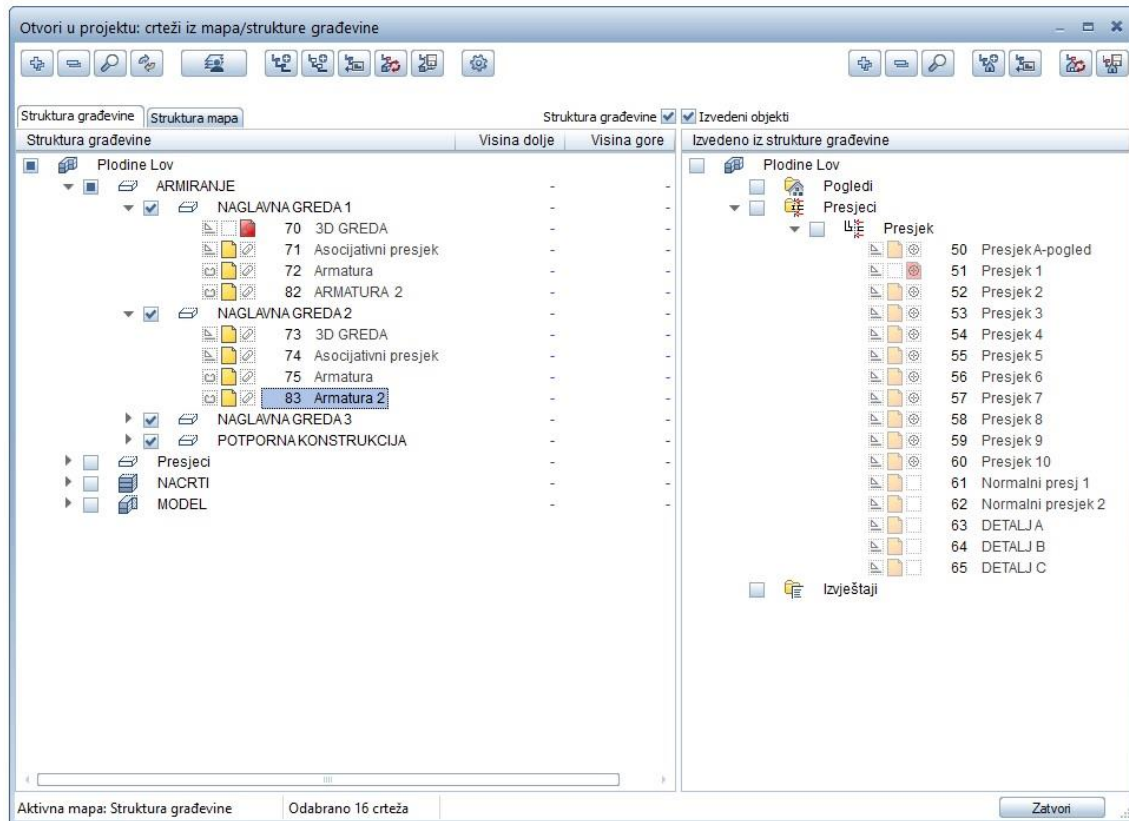 Otvori u projektu: crteži iz mapa/strukture građevine
Struktura građevine Struktura mapa Struktura građevine Izvedeni objekti
Struktura građevine Visina dolje Visina gore
Plodine Lov
ARMIRANJE - -
NAGLAVNA GREDA 1 - -
70 3D GREDA - -
71 Asocijativni presjek - -
72 Armatura - -
82 ARMATURA 2 - -
NAGLAVNA GREDA 2 - -
73 3D GREDA - -
74 Asocijativni presjek - -
75 Armatura - -
83 Armatura 2 - -
NAGLAVNA GREDA 3 - -
POTPORNA KONSTRUKCIJA - -
Presjeci - -
NACRTI - -
MODEL - -
Izvedeno iz strukture građevine
Plodine Lov
Pogledi
Presjeci
Presjek
50 Presjek A-pogled
51 Presjek 1
52 Presjek 2
53 Presjek 3
54 Presjek 4
55 Presjek 5
56 Presjek 6
57 Presjek 7
58 Presjek 8
59 Presjek 9
60 Presjek 10
61 Normalni presj 1
62 Normalni presjek 2
63 DETALJ A
64 DETALJ B
65 DETALJ C
Izvještaji
Aktivna mapa: Struktura građevine Odabrano 16 crteža Zatvori